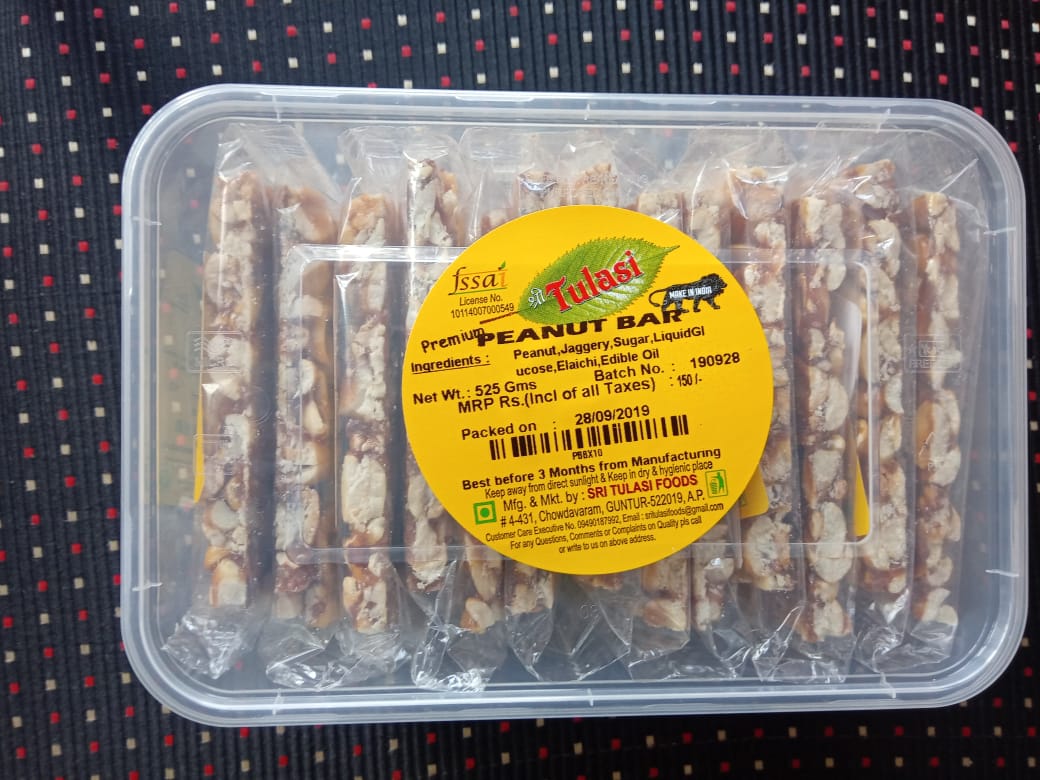 fssai
License No.
10114007000549
श्री Tulasi
MAKE IN INDIA
Premium PEANUT BAR
Ingredients : Peanut,Jaggery,Sugar,LiquidGl
ucose,Elaichi,Edible Oil
Net Wt.: 525 Gms Batch No. : 190928
MRP Rs.(Incl of all Taxes) : 150/-
Packed on : 28/09/2019
PBBX10
Best before 3 Months from Manufacturing
Keep away from direct sunlight & Keep in dry & hygienic place
Mfg. & Mkt. by : SRI TULASI FOODS
# 4-431, Chowdavaram, GUNTUR-522019, A.P.
Customer Care Executive No. 09490187992, Email : sritulasifoods@gmail.com
For any Questions, Comments or Complaints on Quality pls call
or write to us on above address.